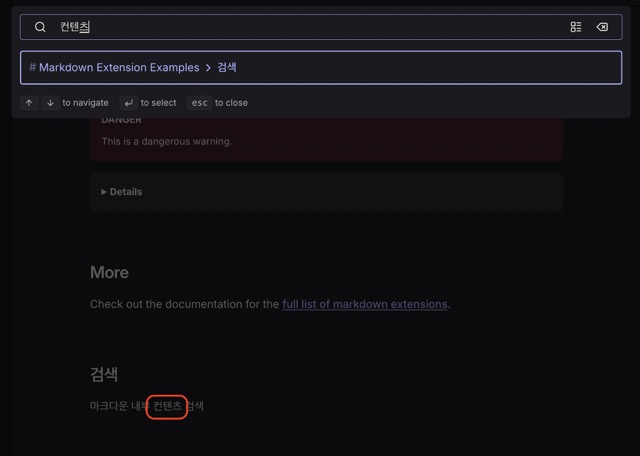 컨텐츠
# Markdown Extension Examples > 검색
↑ ↓ to navigate ↵ to select esc to close
DANGER
This is a dangerous warning.
▶ Details
More
Check out the documentation for the full list of markdown extensions.
검색
마크다운 내부 컨텐츠 검색